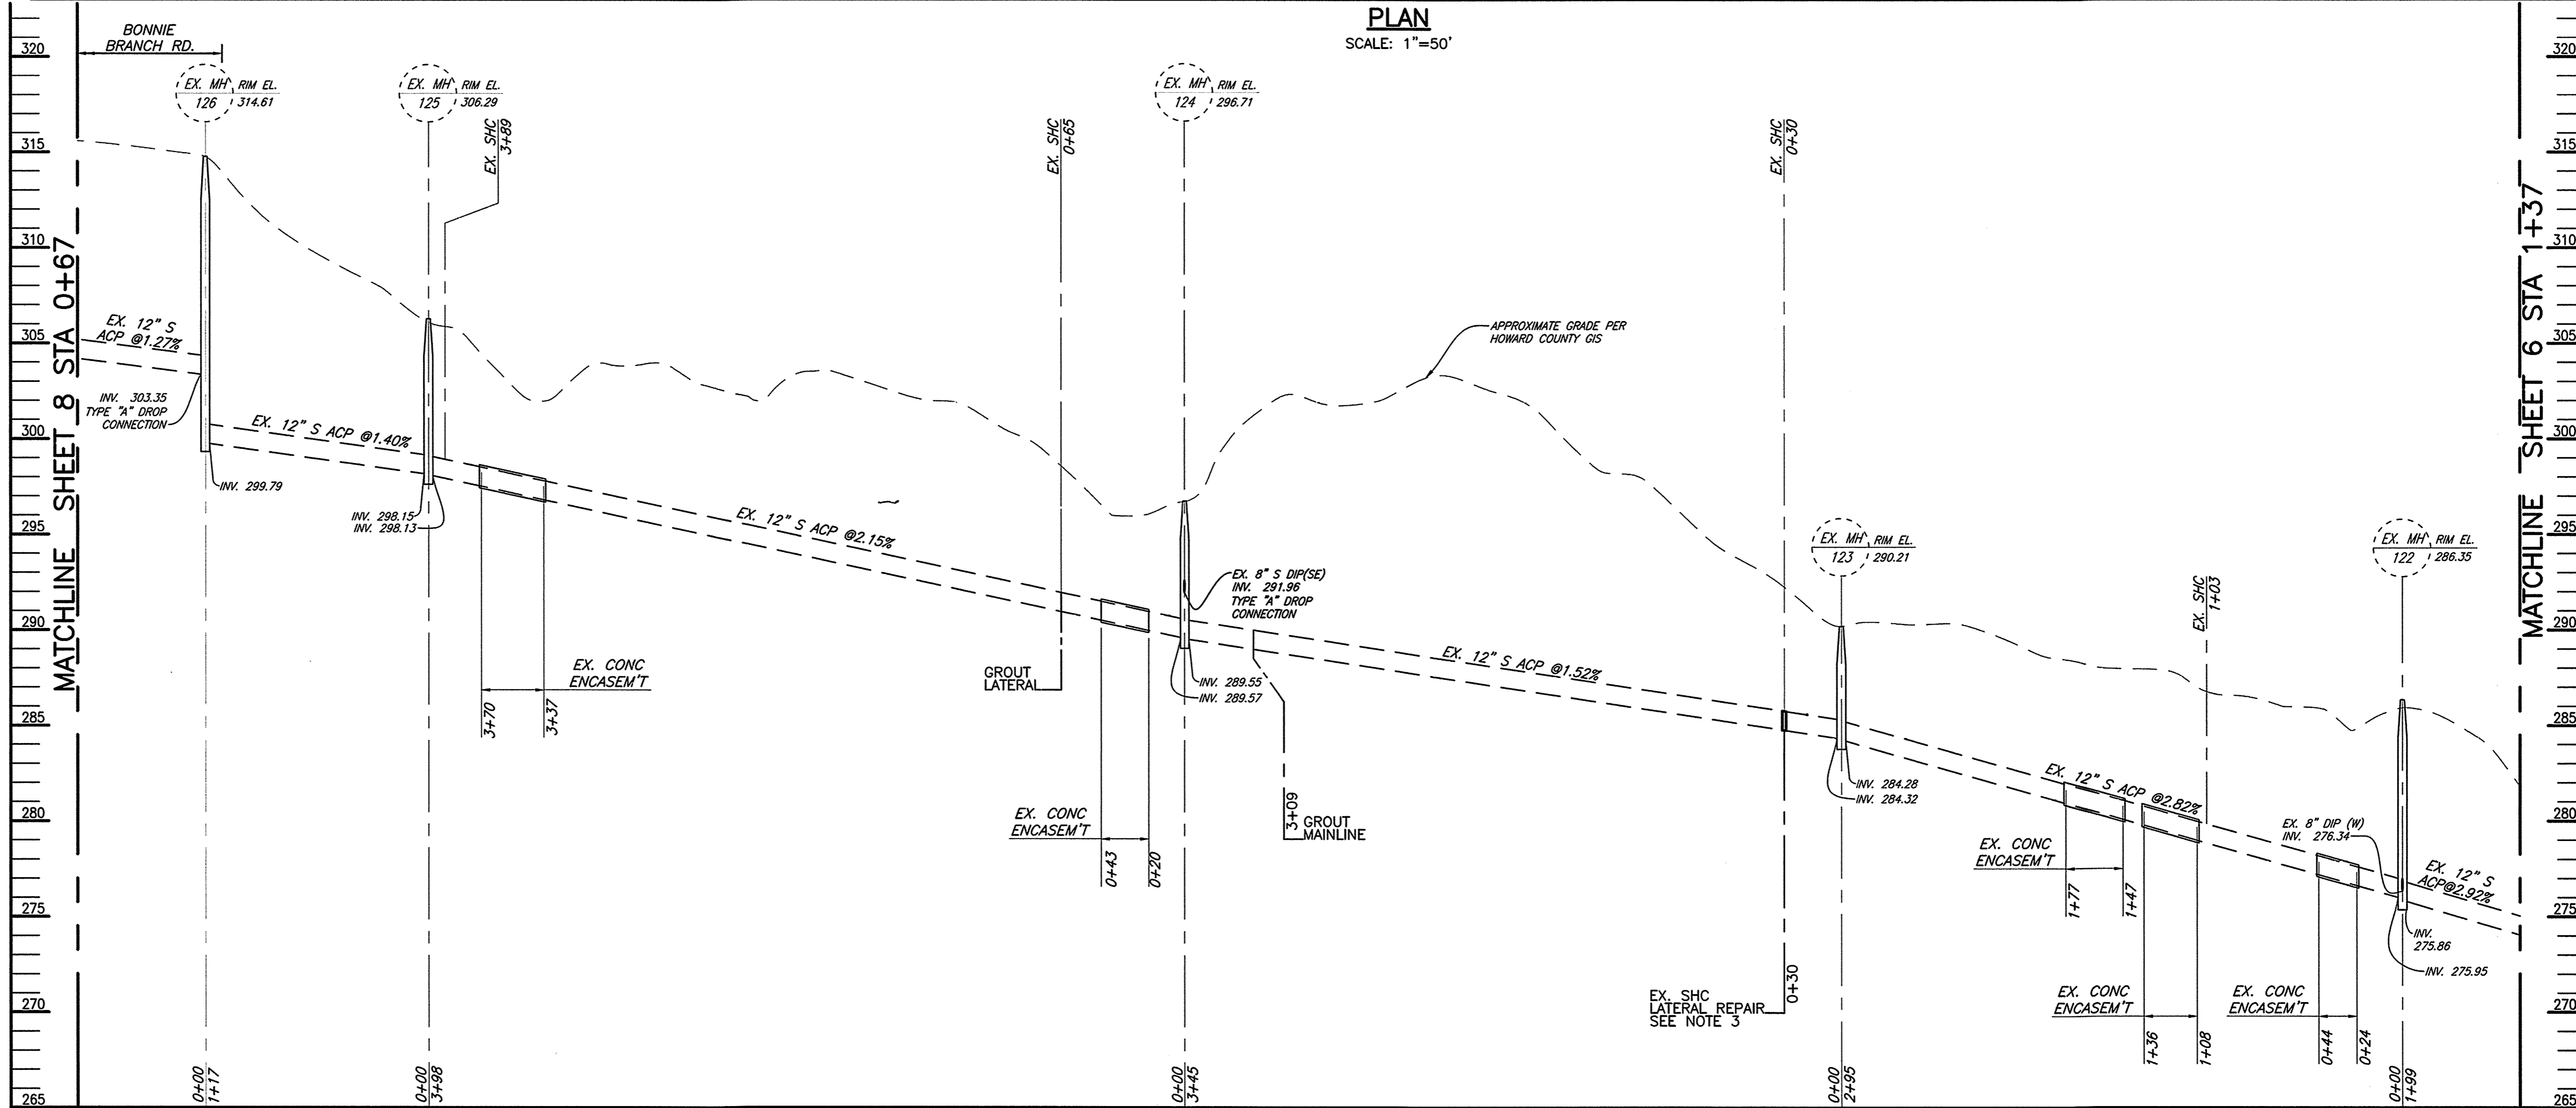 PLAN
SCALE: 1"=50'
BONNIE
BRANCH RD.
320
315
310
305
300
295
290
285
280
275
270
265
MATCHLINE SHEET 8 STA 0+67
EX. MH
126
RIM EL.
314.61
EX. MH
125
RIM EL.
306.29
EX. SHC
3+89
EX. SHC
0+65
EX. MH
124
RIM EL.
296.71
EX. SHC
0+30
EX. MH
123
RIM EL.
290.21
EX. SHC
1+03
EX. MH
122
RIM EL.
286.35
APPROXIMATE GRADE PER
HOWARD COUNTY GIS
EX. 12" S
ACP @1.27%
INV. 303.35
TYPE "A" DROP
CONNECTION
EX. 12" S ACP @1.40%
INV. 299.79
INV. 298.15
INV. 298.13
EX. 12" S ACP @2.15%
EX. CONC
ENCASEM'T
3+70
3+37
GROUT
LATERAL
EX. CONC
ENCASEM'T
0+43
0+20
EX. 8" S DIP(SE)
INV. 291.96
TYPE "A" DROP
CONNECTION
INV. 289.55
INV. 289.57
3+09
GROUT
MAINLINE
EX. 12" S ACP @1.52%
EX. SHC
LATERAL REPAIR
SEE NOTE 3
0+30
INV. 284.28
INV. 284.32
EX. 12" S ACP @2.82%
EX. CONC
ENCASEM'T
1+77
1+47
EX. CONC
ENCASEM'T
1+36
1+08
EX. CONC
ENCASEM'T
0+44
0+24
EX. 8" DIP (W)
INV. 276.34
EX. 12" S
ACP@2.92%
INV.
275.86
INV. 275.95
0+00
1+17
0+00
3+98
0+00
3+45
0+00
2+95
0+00
1+99
MATCHLINE SHEET 6 STA 1+37
320
315
310
305
300
295
290
285
280
275
270
265